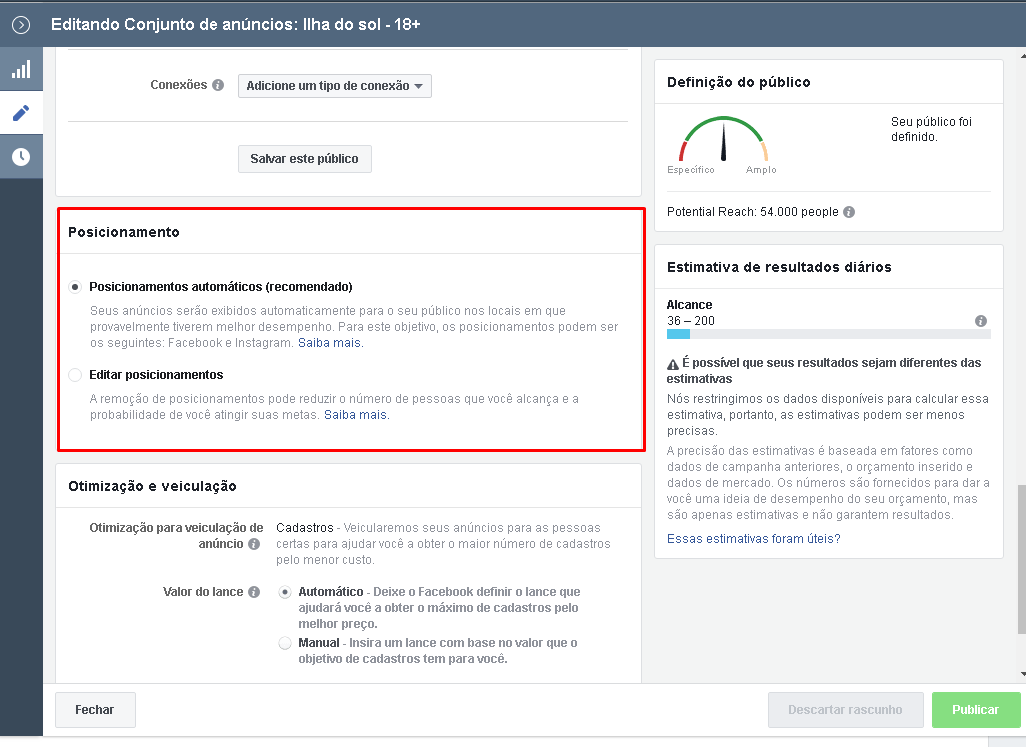 Editando Conjunto de anúncios: Ilha do sol - 18+
Conexões
Adicione um tipo de conexão
Salvar este público
Posicionamento
Posicionamentos automáticos (recomendado)
Seus anúncios serão exibidos automaticamente para o seu público nos locais em que
provavelmente tiverem melhor desempenho. Para este objetivo, os posicionamentos podem ser
os seguintes: Facebook e Instagram. Saiba mais.
Editar posicionamentos
A remoção de posicionamentos pode reduzir o número de pessoas que você alcança e a
probabilidade de você atingir suas metas. Saiba mais.
Otimização e veiculação
Otimização para veiculação de
anúncio
Cadastros - Veicularemos seus anúncios para as pessoas
certas para ajudar você a obter o maior número de cadastros
pelo menor custo.
Valor do lance
Automático - Deixe o Facebook definir o lance que
ajudará você a obter o máximo de cadastros pelo
melhor preço.
Manual - Insira um lance com base no valor que o
objetivo de cadastros tem para você.
Definição do público
Seu público foi
definido.
Específico
Amplo
Potential Reach: 54.000 people
Estimativa de resultados diários
Alcance
36 – 200
É possível que seus resultados sejam diferentes das
estimativas
Nós restringimos os dados disponíveis para calcular essa
estimativa, portanto, as estimativas podem ser menos
precisas.
A precisão das estimativas é baseada em fatores como
dados de campanha anteriores, o orçamento inserido e
dados de mercado. Os números são fornecidos para dar a
você uma ideia de desempenho do seu orçamento, mas
são apenas estimativas e não garantem resultados.
Essas estimativas foram úteis?
Fechar
Descartar rascunho
Publicar